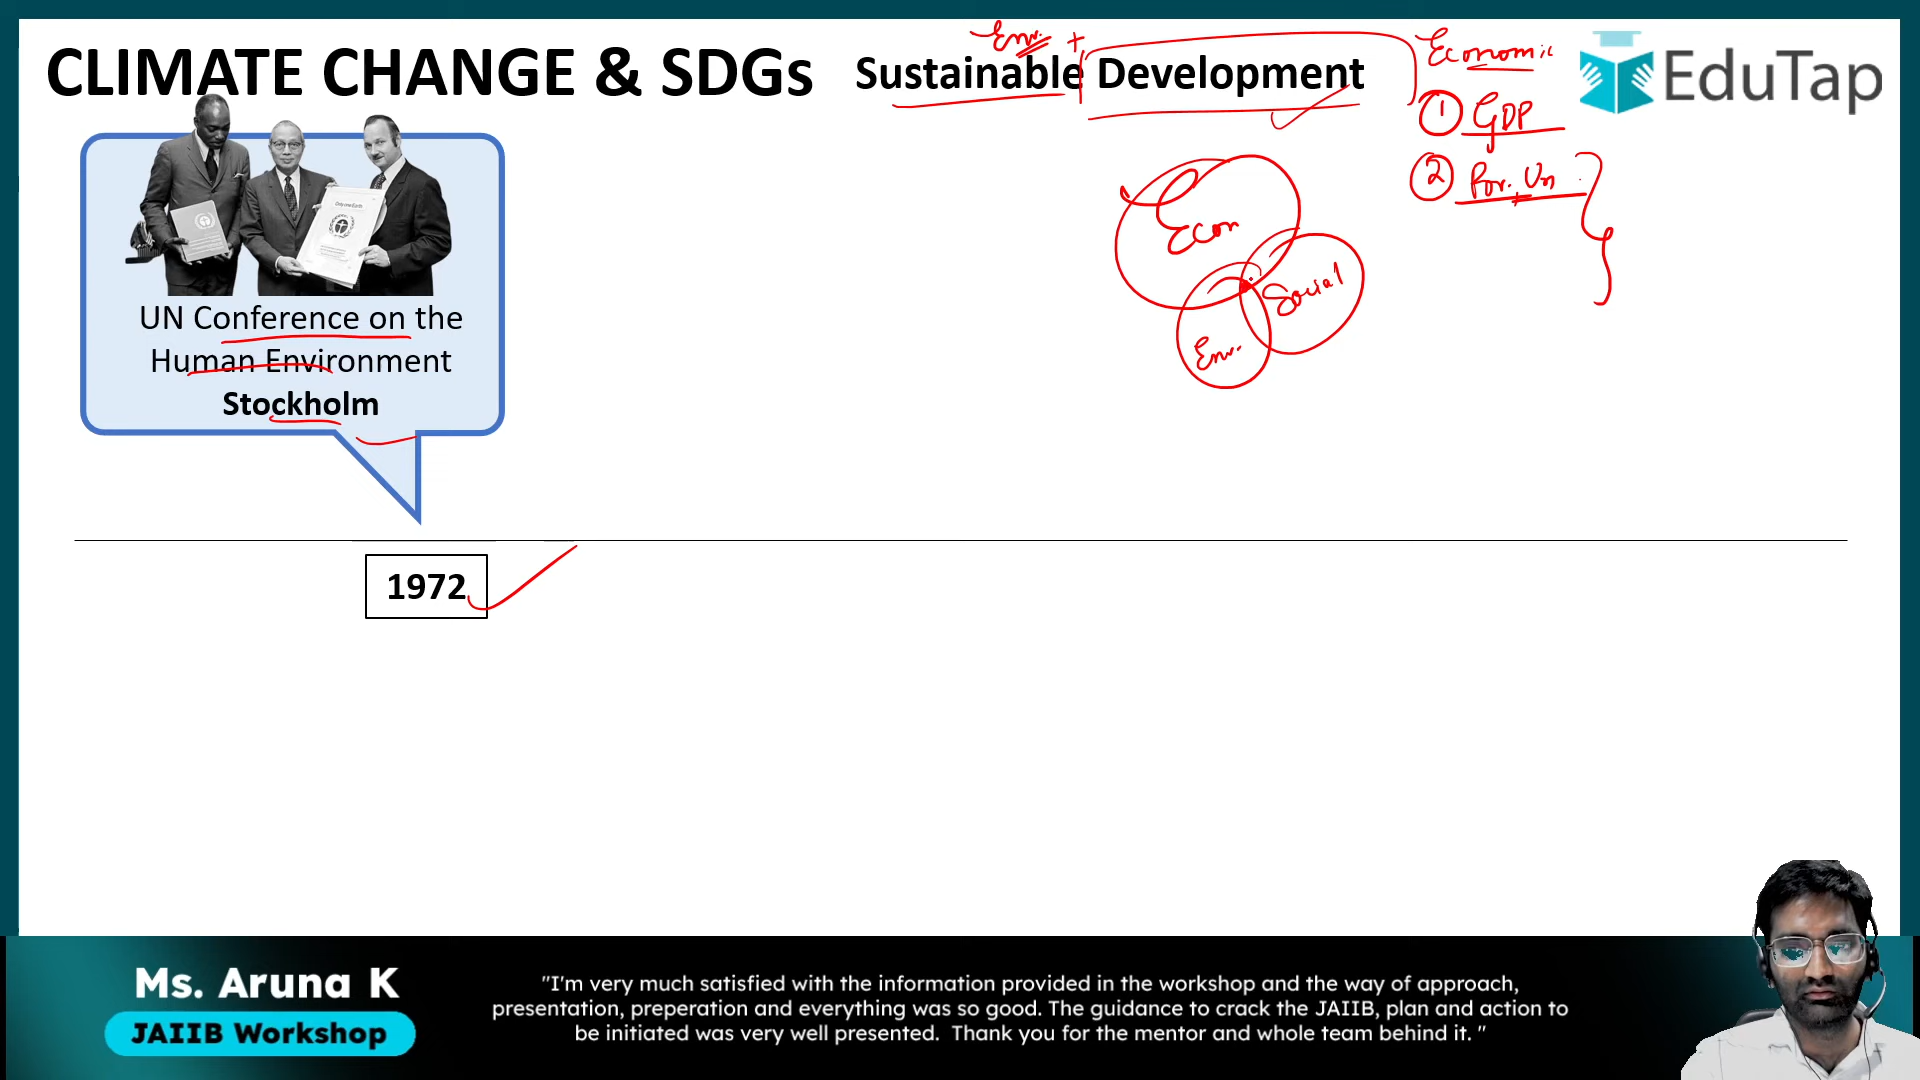 CLIMATE CHANGE & SDGs
Env. +
Sustainable Development
Economic
① GDP
② Pov. Un
EduTap
Econ
Social
Env.
Only one Earth
UN Conference on the
Human Environment
Stockholm
1972
Ms. Aruna K
JAIIB Workshop
"I'm very much satisfied with the information provided in the workshop and the way of approach,
presentation, preperation and everything was so good. The guidance to crack the JAIIB, plan and action to
be initiated was very well presented.  Thank you for the mentor and whole team behind it. "